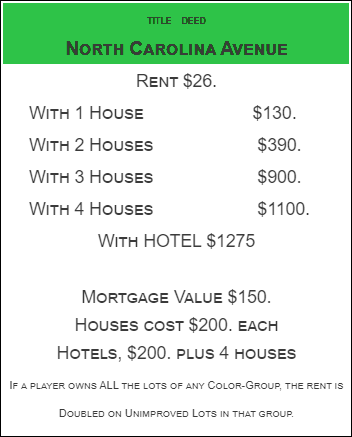 TITLE DEED
NORTH CAROLINA AVENUE
RENT $26.
WITH 1 HOUSE $130.
WITH 2 HOUSES $390.
WITH 3 HOUSES $900.
WITH 4 HOUSES $1100.
WITH HOTEL $1275
MORTGAGE VALUE $150.
HOUSES COST $200. EACH
HOTELS, $200. PLUS 4 HOUSES
IF A PLAYER OWNS ALL THE LOTS OF ANY COLOR-GROUP, THE RENT IS
DOUBLED ON UNIMPROVED LOTS IN THAT GROUP.